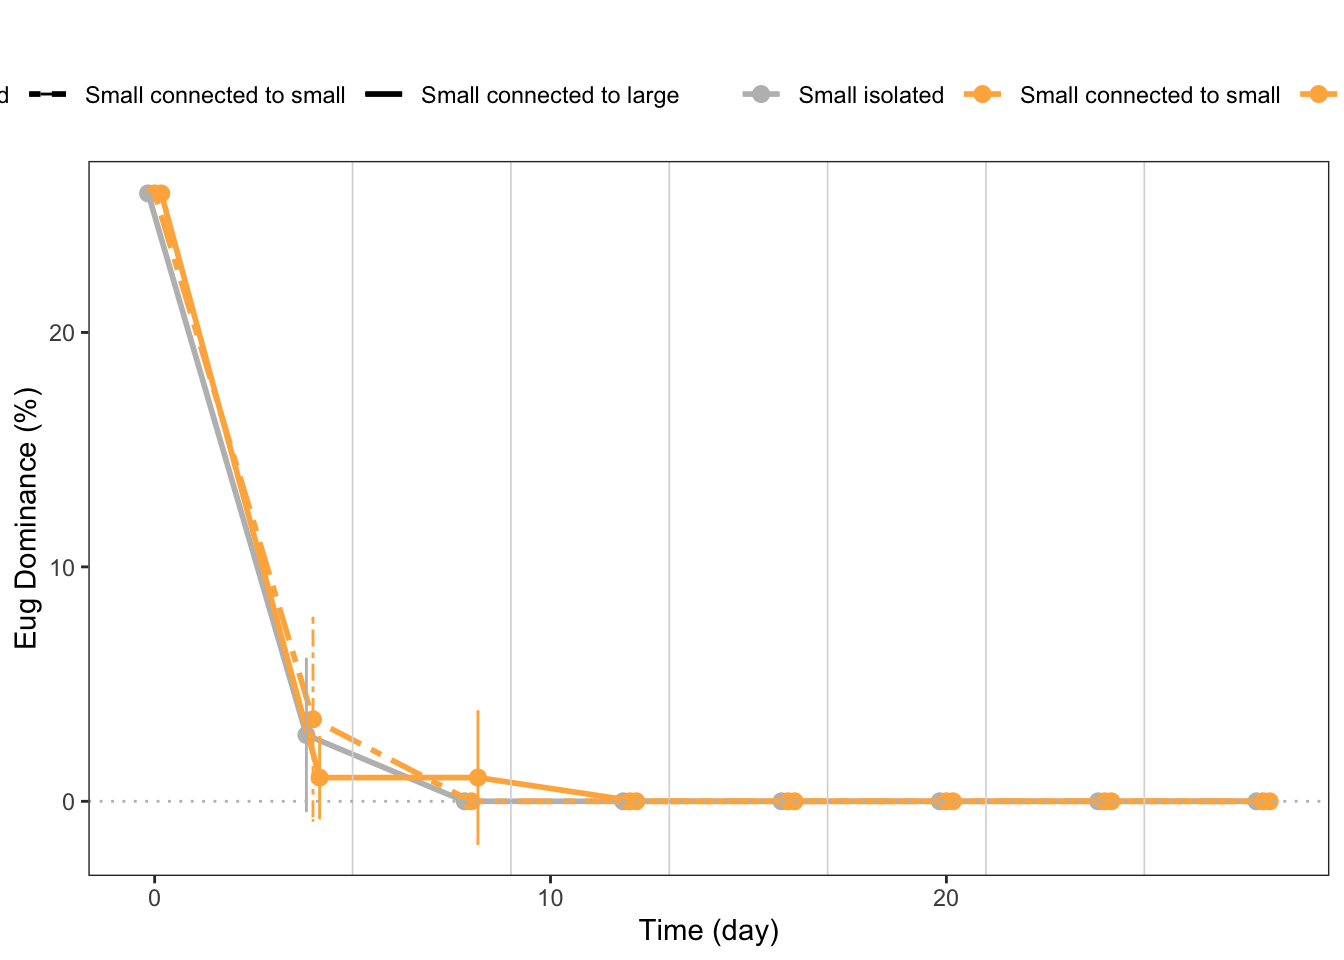 d Small connected to small Small connected to large Small isolated Small connected to small
20
10
0
Eug Dominance (%)
0 10 20
Time (day)